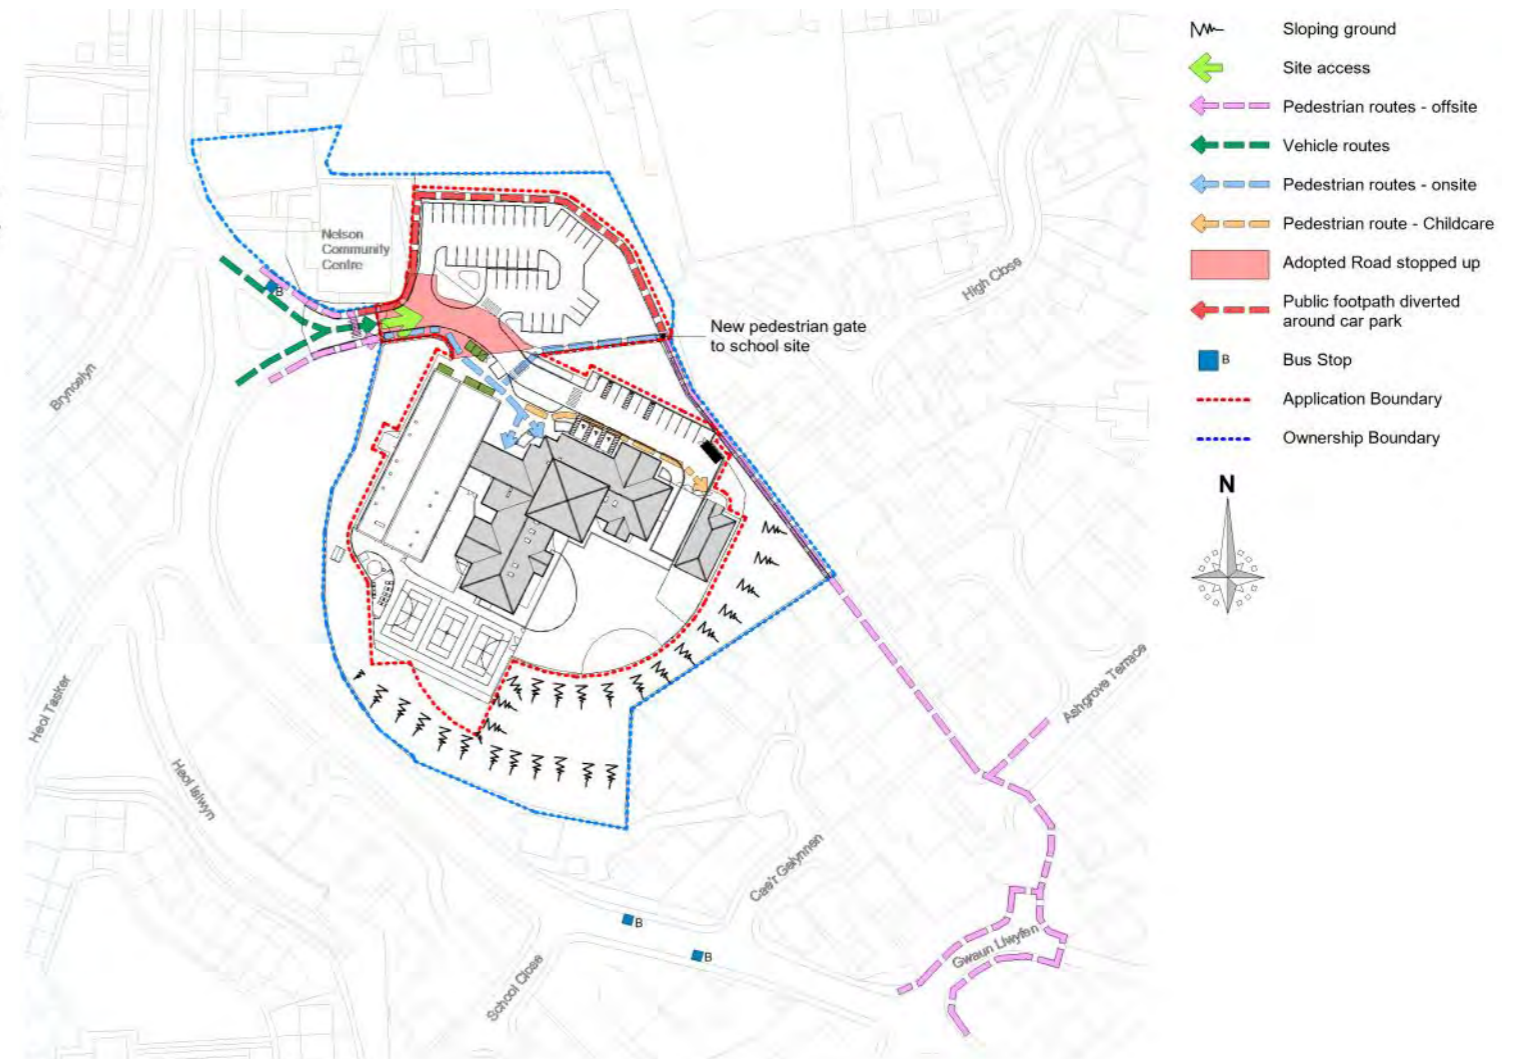 Sloping ground
Site access
Pedestrian routes - offsite
Vehicle routes
Pedestrian routes - onsite
Pedestrian route - Childcare
Adopted Road stopped up
Public footpath diverted
around car park
B
Bus Stop
Application Boundary
Ownership Boundary
N
Nelson
Community
Centre
B
High Close
New pedestrian gate
to school site
Bryncelyn
Heol Tasker
Heol Islwyn
Ashgrove Terrace
Cae'r Gelynnen
B
B
School Close
Gwaun Llwyfen